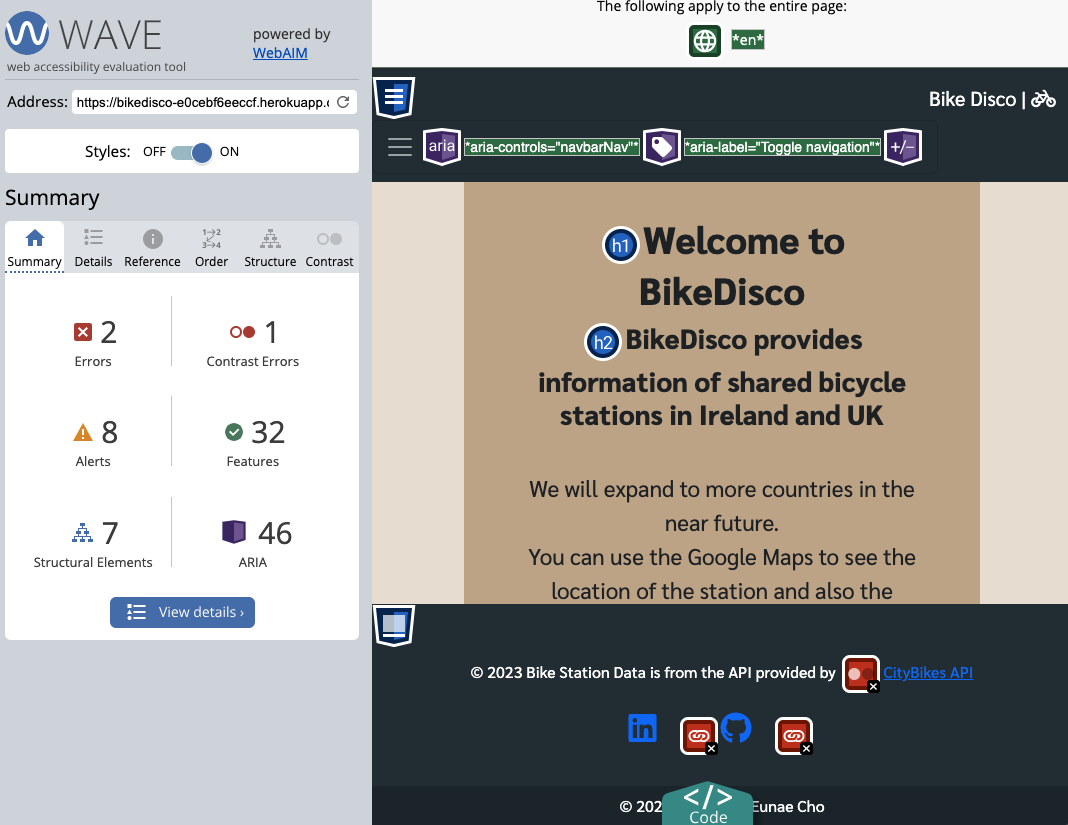 WAVE
web accessibility evaluation tool
powered by
WebAIM
Address: https://bikedisco-e0cebf6eeccf.herokuapp.c
Styles: OFF ON
Summary
Summary Details Reference Order Structure Contrast
2
Errors
1
Contrast Errors
8
Alerts
32
Features
7
Structural Elements
46
ARIA
View details ›
The following apply to the entire page:
*en*
Bike Disco |
aria *aria-controls="navbarNav"* *aria-label="Toggle navigation"* +/-
h1 Welcome to
BikeDisco
h2 BikeDisco provides
information of shared bicycle
stations in Ireland and UK
We will expand to more countries in the
near future.
You can use the Google Maps to see the
location of the station and also the
© 2023 Bike Station Data is from the API provided by CityBikes API
in
© 202 Eunae Cho
</>
Code